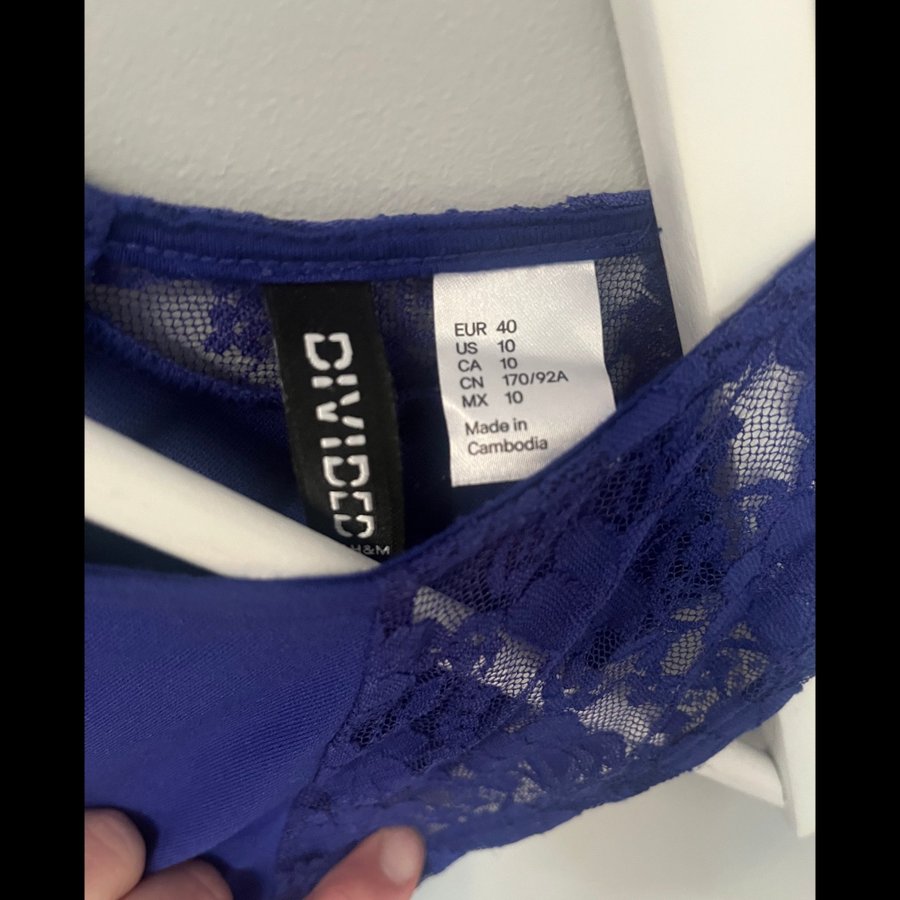 DIVIDED
H&M
EUR 40
US 10
CA 10
CN 170/92A
MX 10
Made in
Cambodia